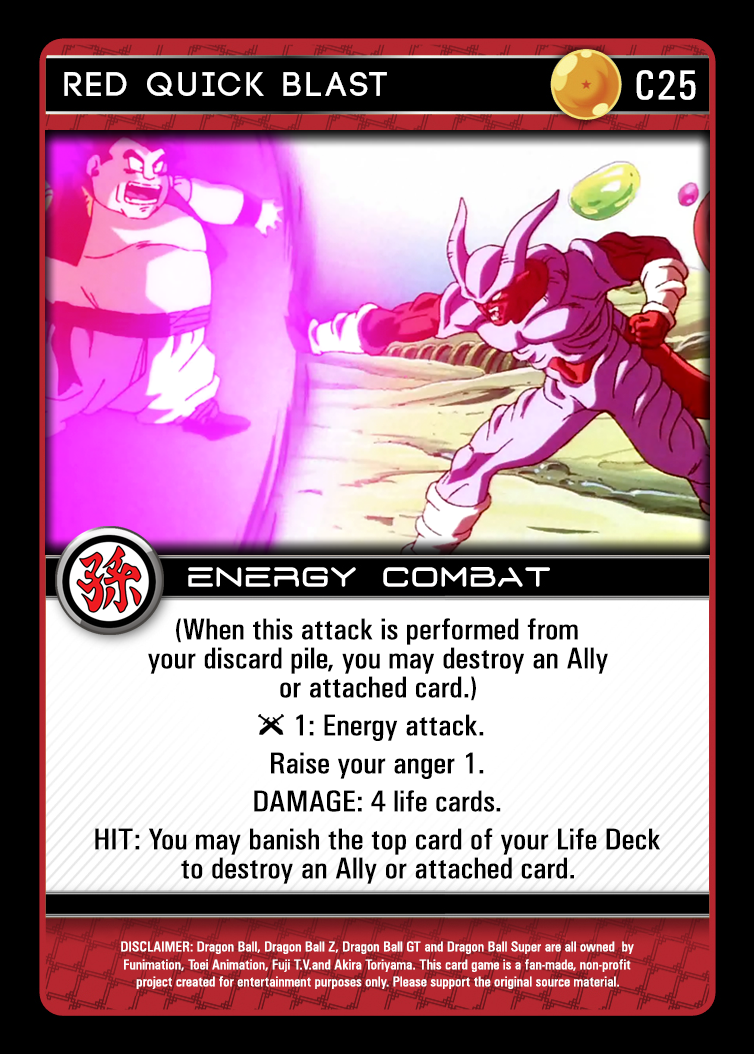 RED QUICK BLAST
C25
孫
ENERGY COMBAT
(When this attack is performed from
your discard pile, you may destroy an Ally
or attached card.)
1: Energy attack.
Raise your anger 1.
DAMAGE: 4 life cards.
HIT: You may banish the top card of your Life Deck
to destroy an Ally or attached card.
DISCLAIMER: Dragon Ball, Dragon Ball Z, Dragon Ball GT and Dragon Ball Super are all owned by
Funimation, Toei Animation, Fuji T.V.and Akira Toriyama. This card game is a fan-made, non-profit
project created for entertainment purposes only. Please support the original source material.